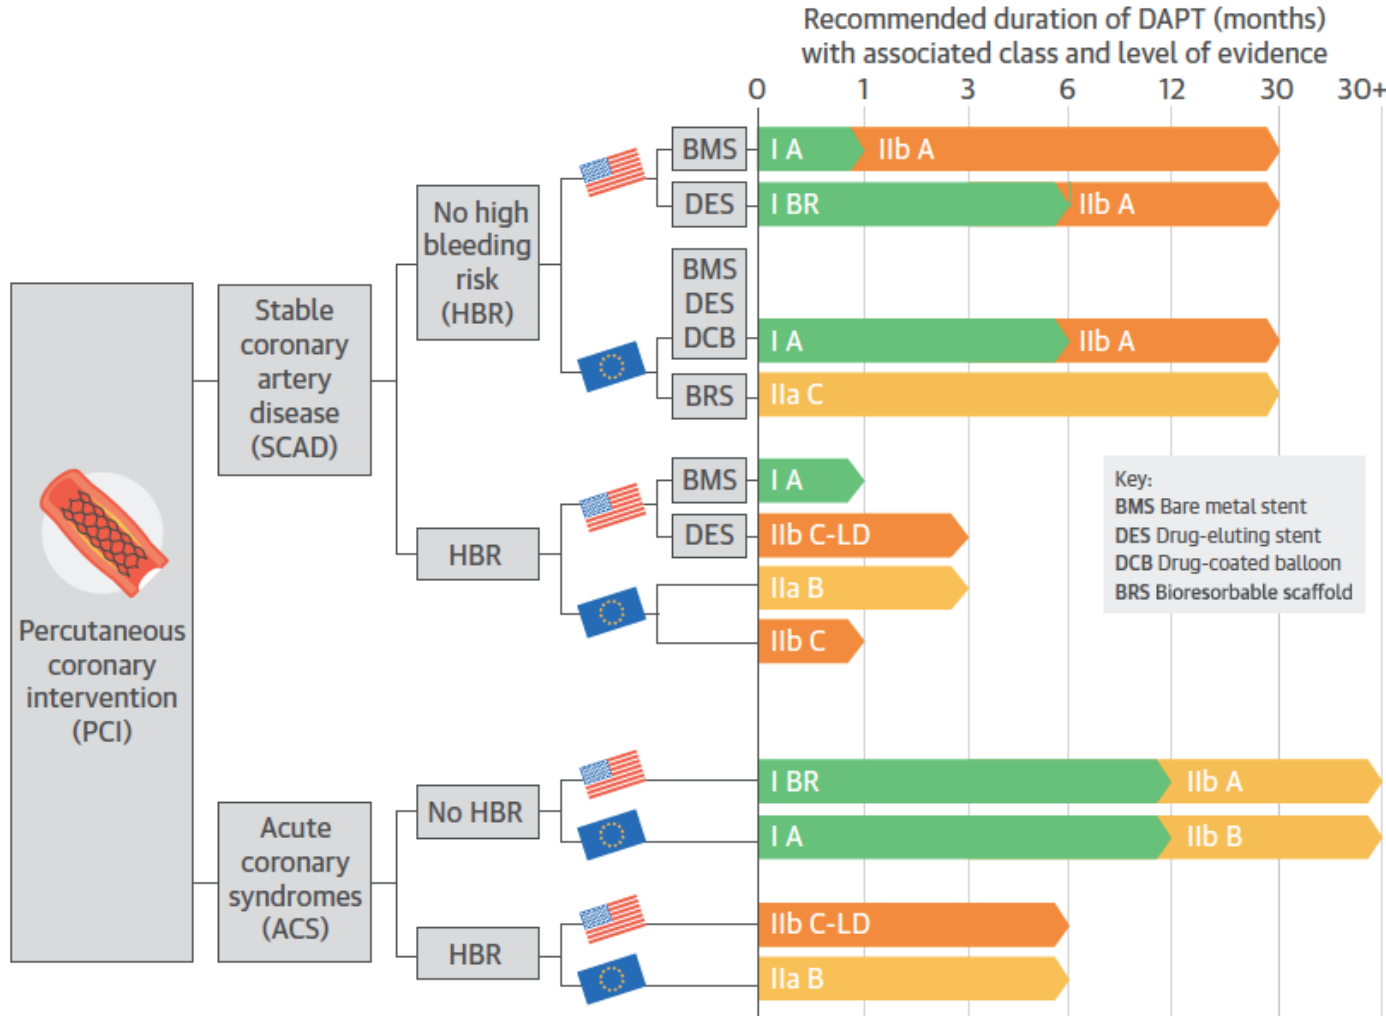 Recommended duration of DAPT (months)
with associated class and level of evidence
0 1 3 6 12 30 30+
Percutaneous
coronary
intervention
(PCI)
Stable
coronary
artery
disease
(SCAD)
No high
bleeding
risk
(HBR)
BMS
I A
IIb A
DES
I BR
IIb A
BMS
DES
DCB
I A
IIb A
BRS
IIa C
HBR
BMS
I A
DES
IIb C-LD
IIa B
IIb C
Key:
BMS Bare metal stent
DES Drug-eluting stent
DCB Drug-coated balloon
BRS Bioresorbable scaffold
Acute
coronary
syndromes
(ACS)
No HBR
I BR
IIb A
I A
IIb B
HBR
IIb C-LD
IIa B